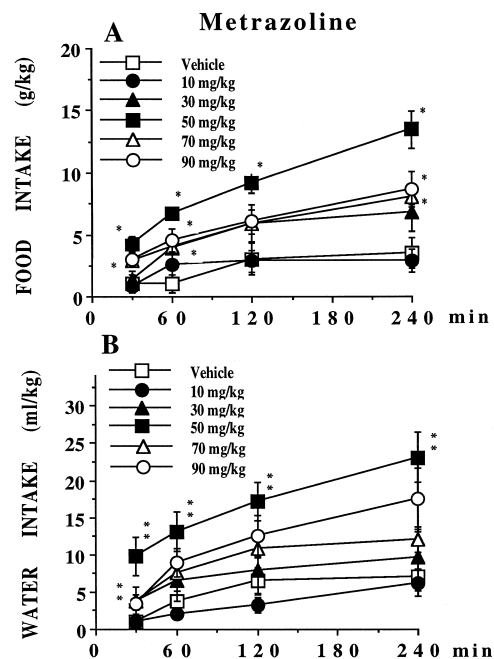 Metrazoline
A
FOOD INTAKE (g/kg)
Vehicle
10 mg/kg
30 mg/kg
50 mg/kg
70 mg/kg
90 mg/kg
20
15
10
5
0
* * * * * * * * *
0 60 120 180 240 min
B
WATER INTAKE (ml/kg)
Vehicle
10 mg/kg
30 mg/kg
50 mg/kg
70 mg/kg
90 mg/kg
30
25
20
15
10
5
0
** ** ** ** **
0 60 120 180 240 min